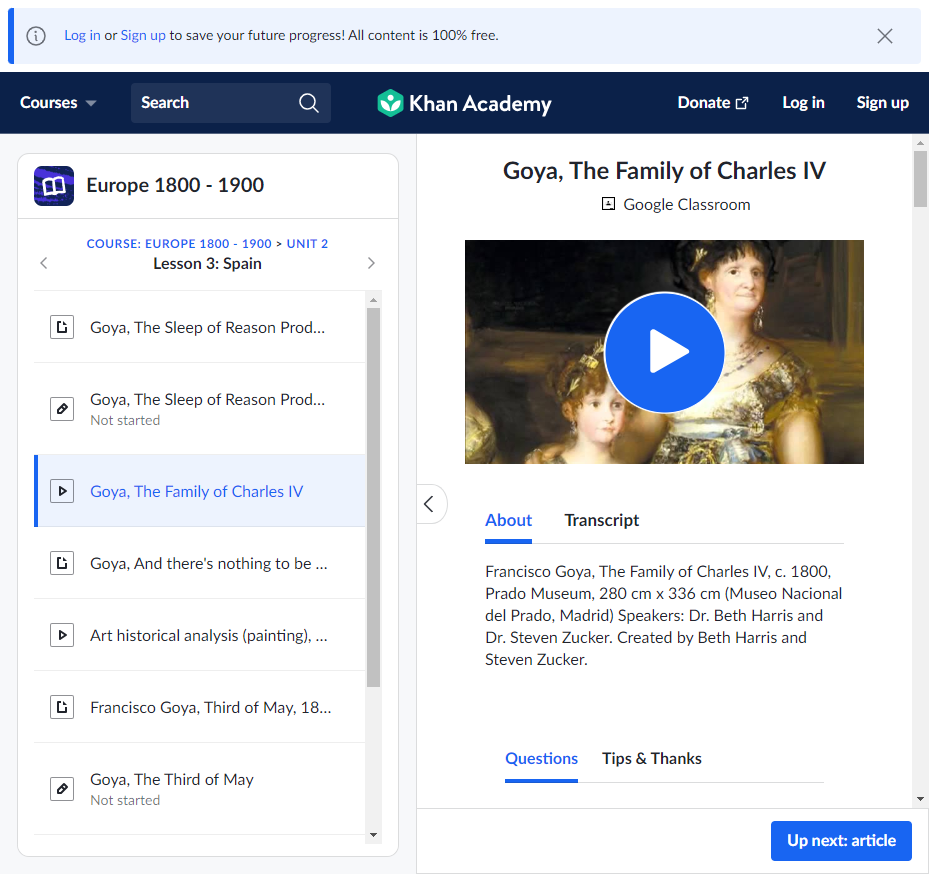 Log in or Sign up to save your future progress! All content is 100% free.
Courses
Search
Khan Academy
Donate
Log in
Sign up
Europe 1800 - 1900
COURSE: EUROPE 1800 - 1900 > UNIT 2
Lesson 3: Spain
Goya, The Sleep of Reason Prod...
Goya, The Sleep of Reason Prod...
Not started
Goya, The Family of Charles IV
Goya, And there's nothing to be ...
Art historical analysis (painting), ...
Francisco Goya, Third of May, 18...
Goya, The Third of May
Not started
Goya, The Family of Charles IV
Google Classroom
About
Transcript
Francisco Goya, The Family of Charles IV, c. 1800,
Prado Museum, 280 cm x 336 cm (Museo Nacional
del Prado, Madrid) Speakers: Dr. Beth Harris and
Dr. Steven Zucker. Created by Beth Harris and
Steven Zucker.
Questions
Tips & Thanks
Up next: article